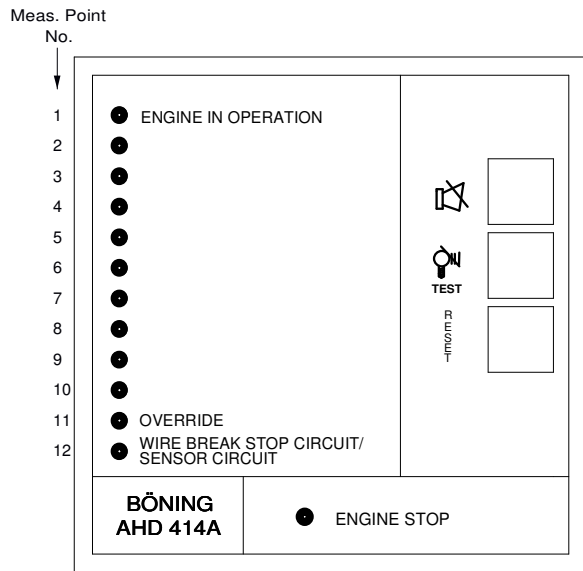 Meas. Point
No.
1
ENGINE IN OPERATION
2
3
4
5
6
7
8
9
10
11
OVERRIDE
12
WIRE BREAK STOP CIRCUIT/
SENSOR CIRCUIT
TEST
RESET
BÖNING
AHD 414A
ENGINE STOP